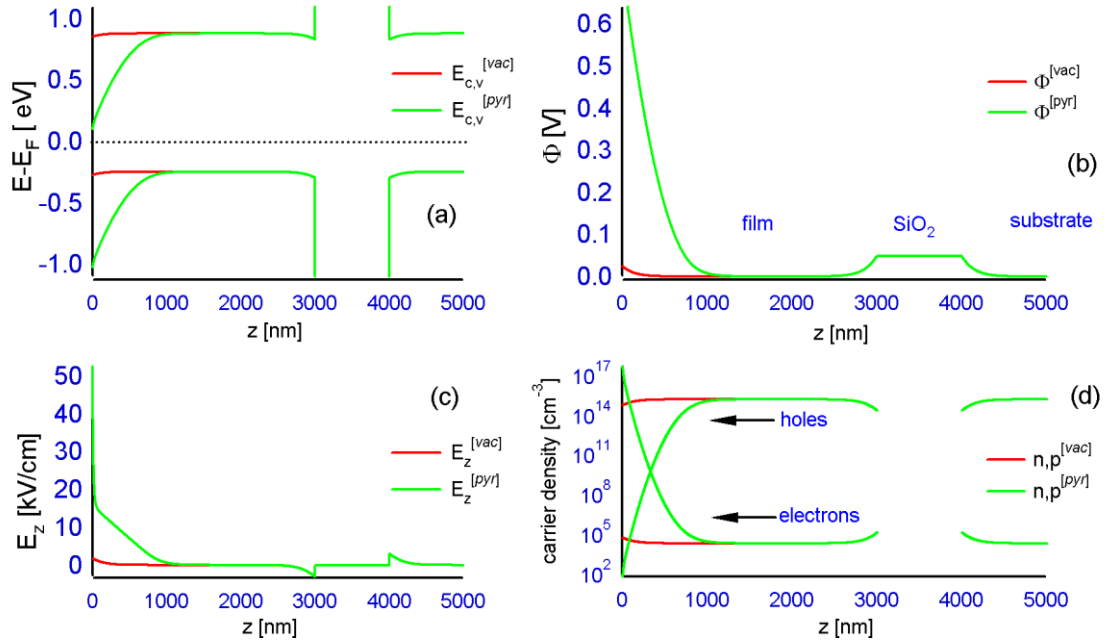 1.0
0.5
0.0
-0.5
-1.0
E-E_F [ eV]
E_c,v^[vac]
E_c,v^[pyr]
(a)
0 1000 2000 3000 4000 5000
z [nm]
0.6
0.5
0.4
0.3
0.2
0.1
0.0
Φ [V]
Φ^[vac]
Φ^[pyr]
(b)
film SiO₂ substrate
0 1000 2000 3000 4000 5000
z [nm]
50
40
30
20
10
0
E_z [kV/cm]
(c)
E_z^[vac]
E_z^[pyr]
0 1000 2000 3000 4000 5000
z [nm]
10^17
10^14
10^11
10^8
10^5
10^2
carrier density [cm^-3]
(d)
holes
n,p^[vac]
n,p^[pyr]
electrons
0 1000 2000 3000 4000 5000
z [nm]